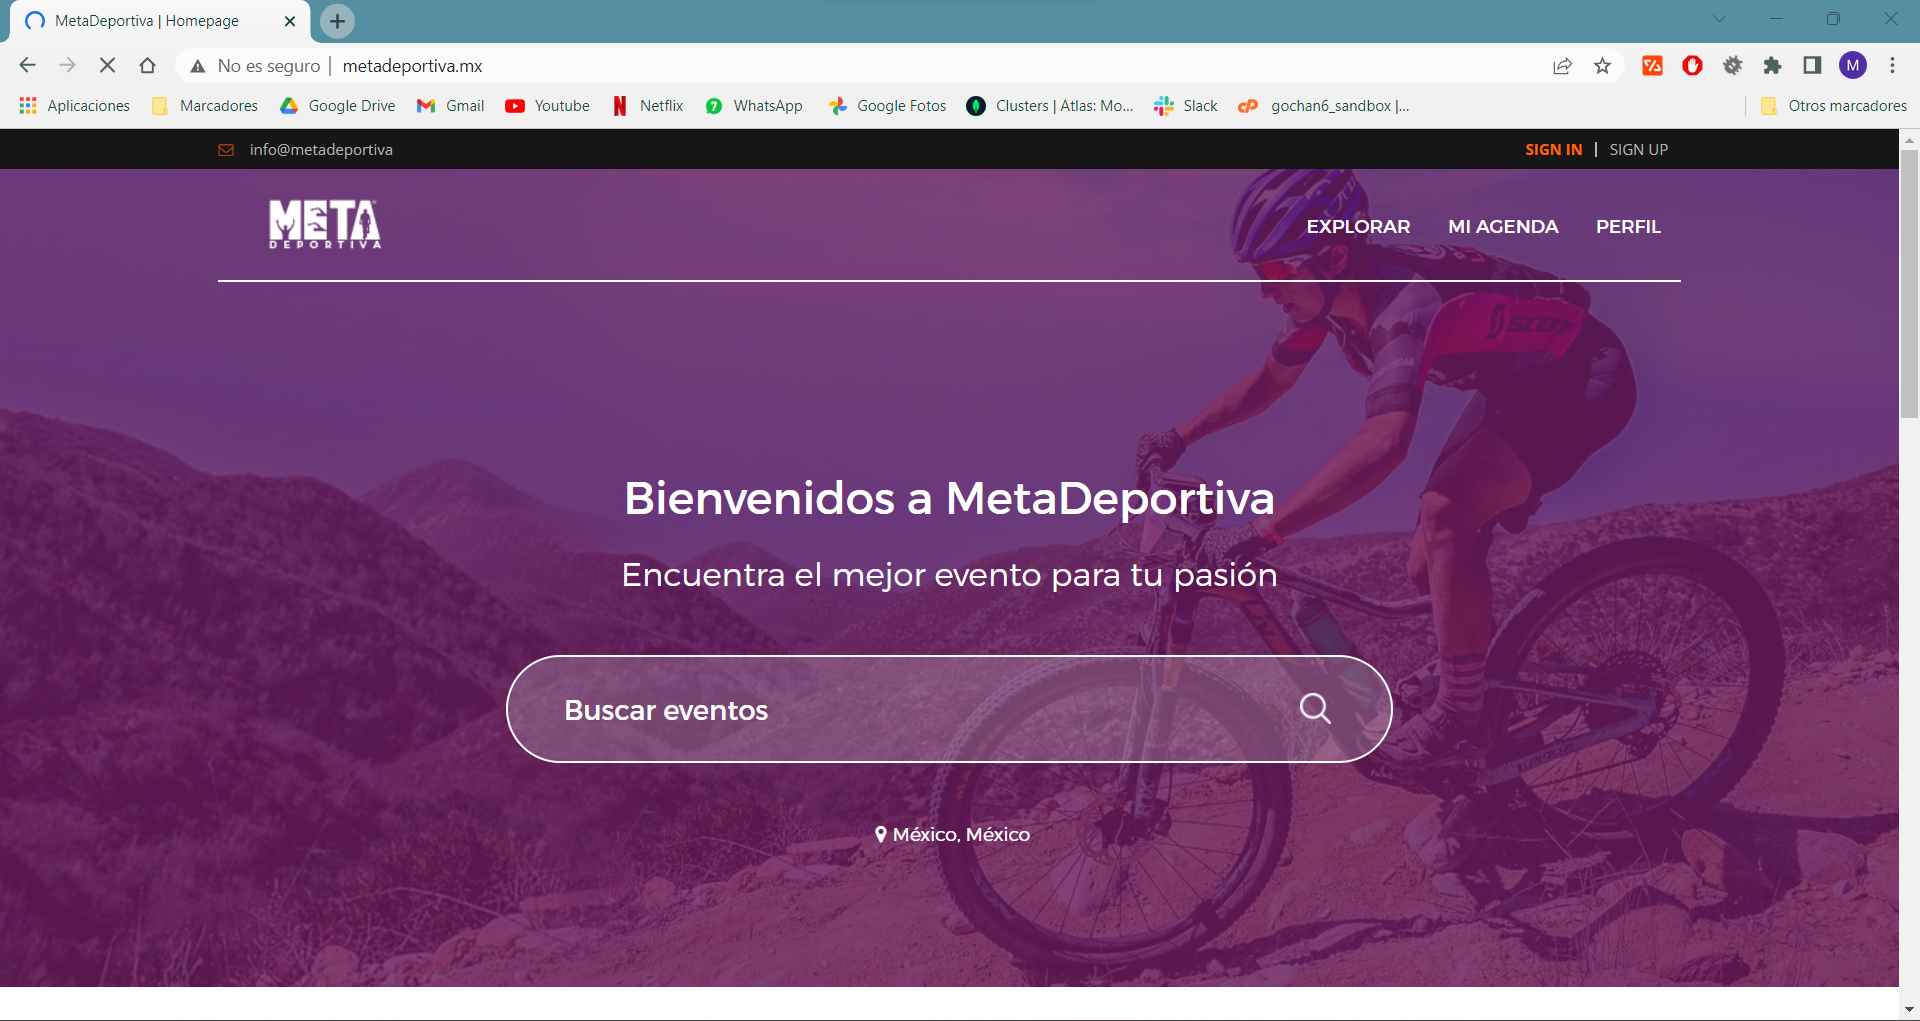 MetaDeportiva | Homepage
No es seguro | metadeportiva.mx
M
Aplicaciones Marcadores Google Drive Gmail Youtube Netflix WhatsApp Google Fotos Clusters | Atlas: Mo... Slack gochan6_sandbox |... Otros marcadores
info@metadeportiva SIGN IN | SIGN UP
META
DEPORTIVA
EXPLORAR MI AGENDA PERFIL
SCOTT
Bienvenidos a MetaDeportiva
Encuentra el mejor evento para tu pasión
Buscar eventos
México, México